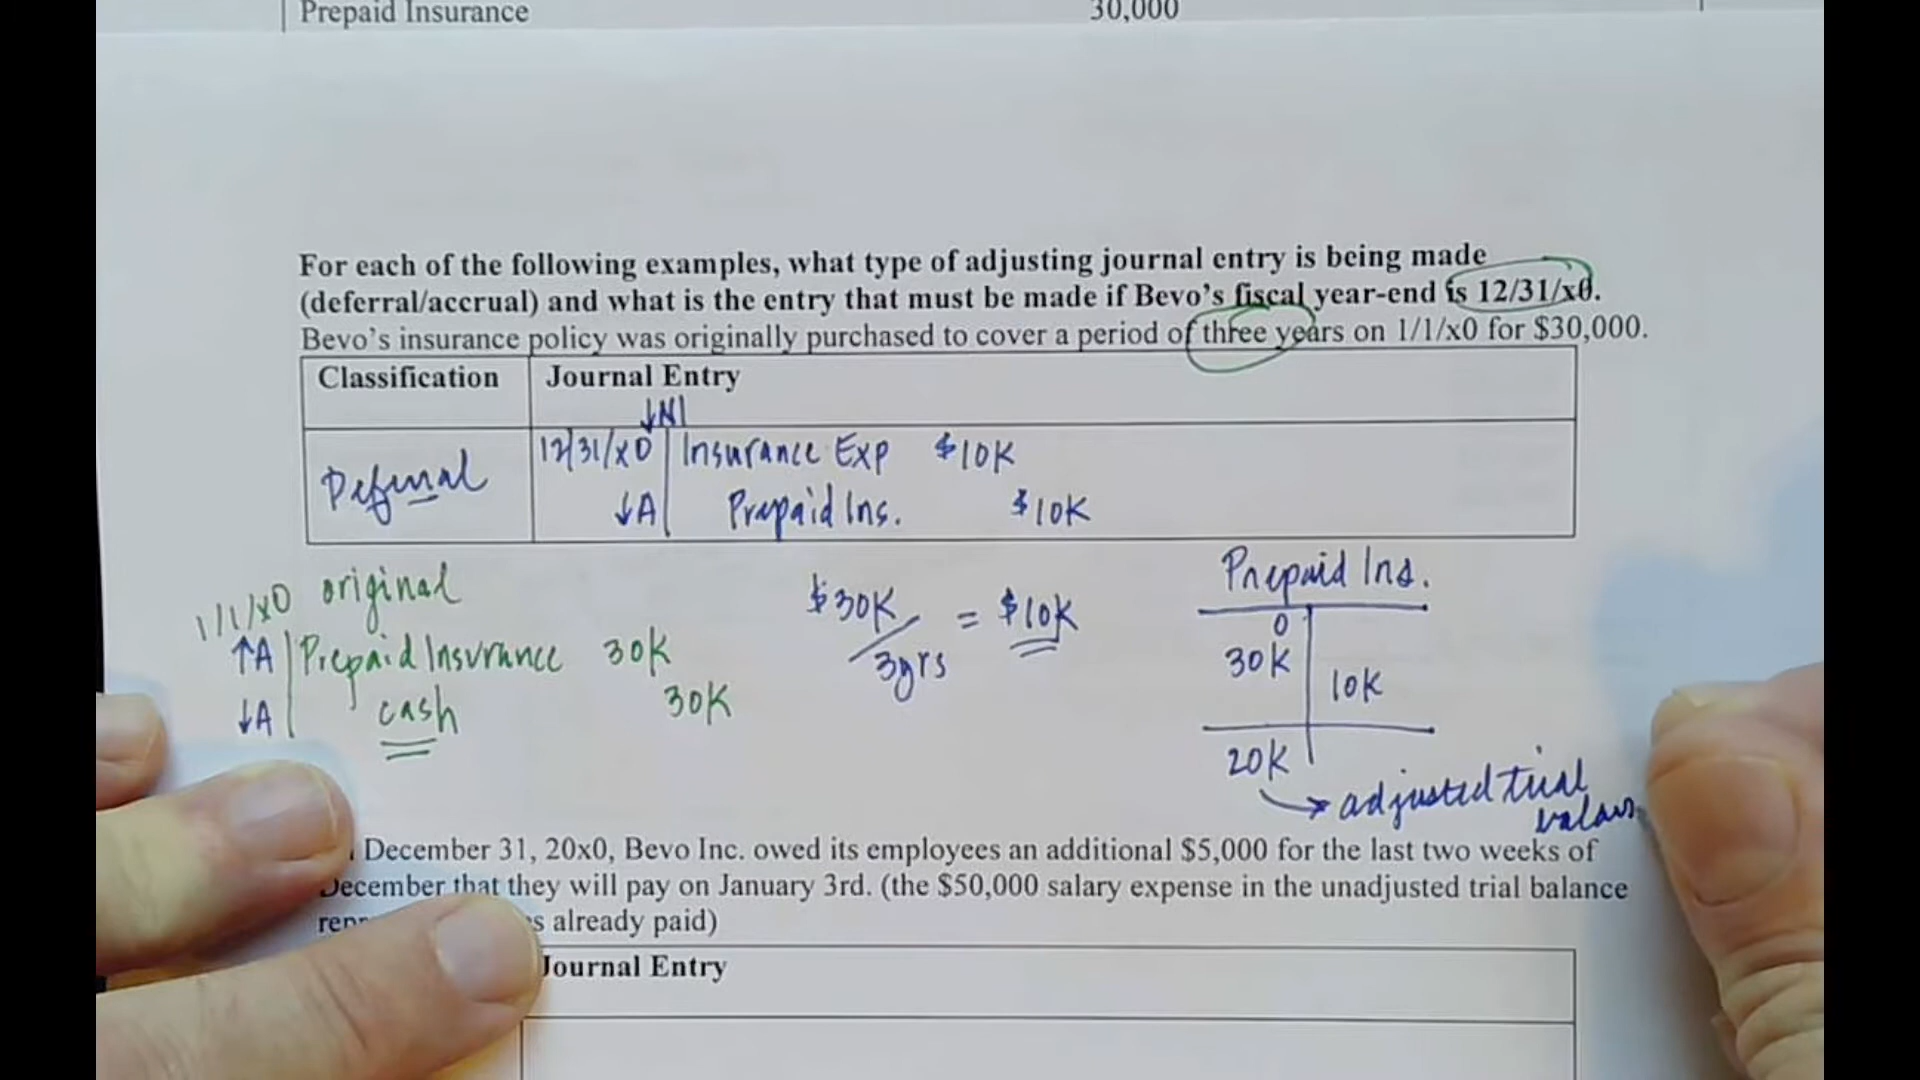 Prepaid Insurance 30,000
For each of the following examples, what type of adjusting journal entry is being made
(deferral/accrual) and what is the entry that must be made if Bevo's fiscal year-end is 12/31/x0.
Bevo's insurance policy was originally purchased to cover a period of three years on 1/1/x0 for $30,000.
Classification Journal Entry
↓NI
Deferral 12/31/x0 Insurance Exp $10K
↓A Prepaid Ins. $10K
1/1/x0 original
↑A Prepaid Insurance 30K
↓A cash 30K
$30K / 3yrs = $10K
Prepaid Ins.
0
30K
10K
20K
→ adjusted trial
December 31, 20x0, Bevo Inc. owed its employees an additional $5,000 for the last two weeks of
December that they will pay on January 3rd. (the $50,000 salary expense in the unadjusted trial balance
already paid)
Journal Entry